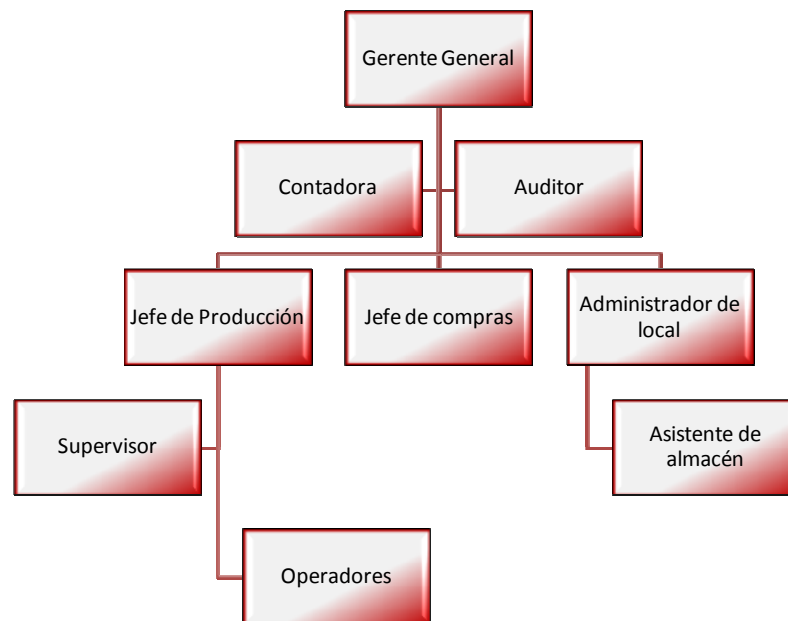 Gerente General
Contadora
Auditor
Jefe de Producción
Jefe de compras
Administrador de
local
Supervisor
Asistente de
almacén
Operadores